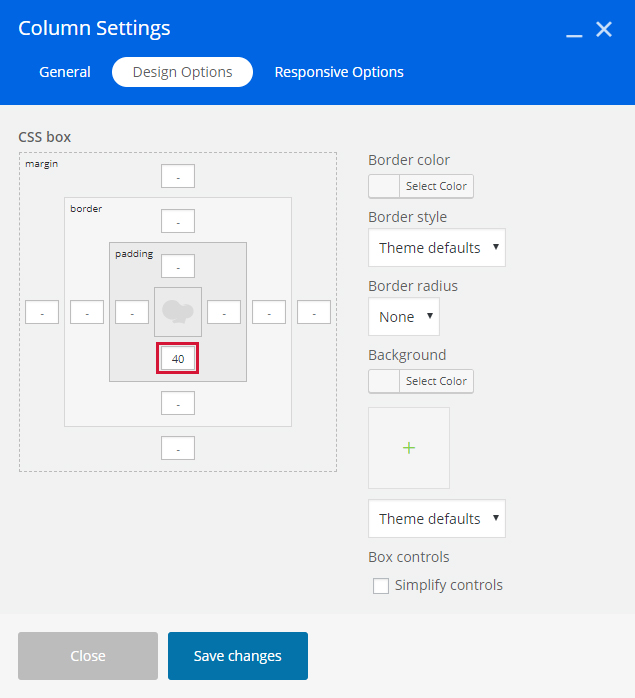 Column Settings
General Design Options Responsive Options
CSS box
margin
-
border
-
padding
-
- - - - - -
40
-
-
Border color
Select Color
Border style
Theme defaults
Border radius
None
Background
Select Color
+
Theme defaults
Box controls
Simplify controls
Close Save changes